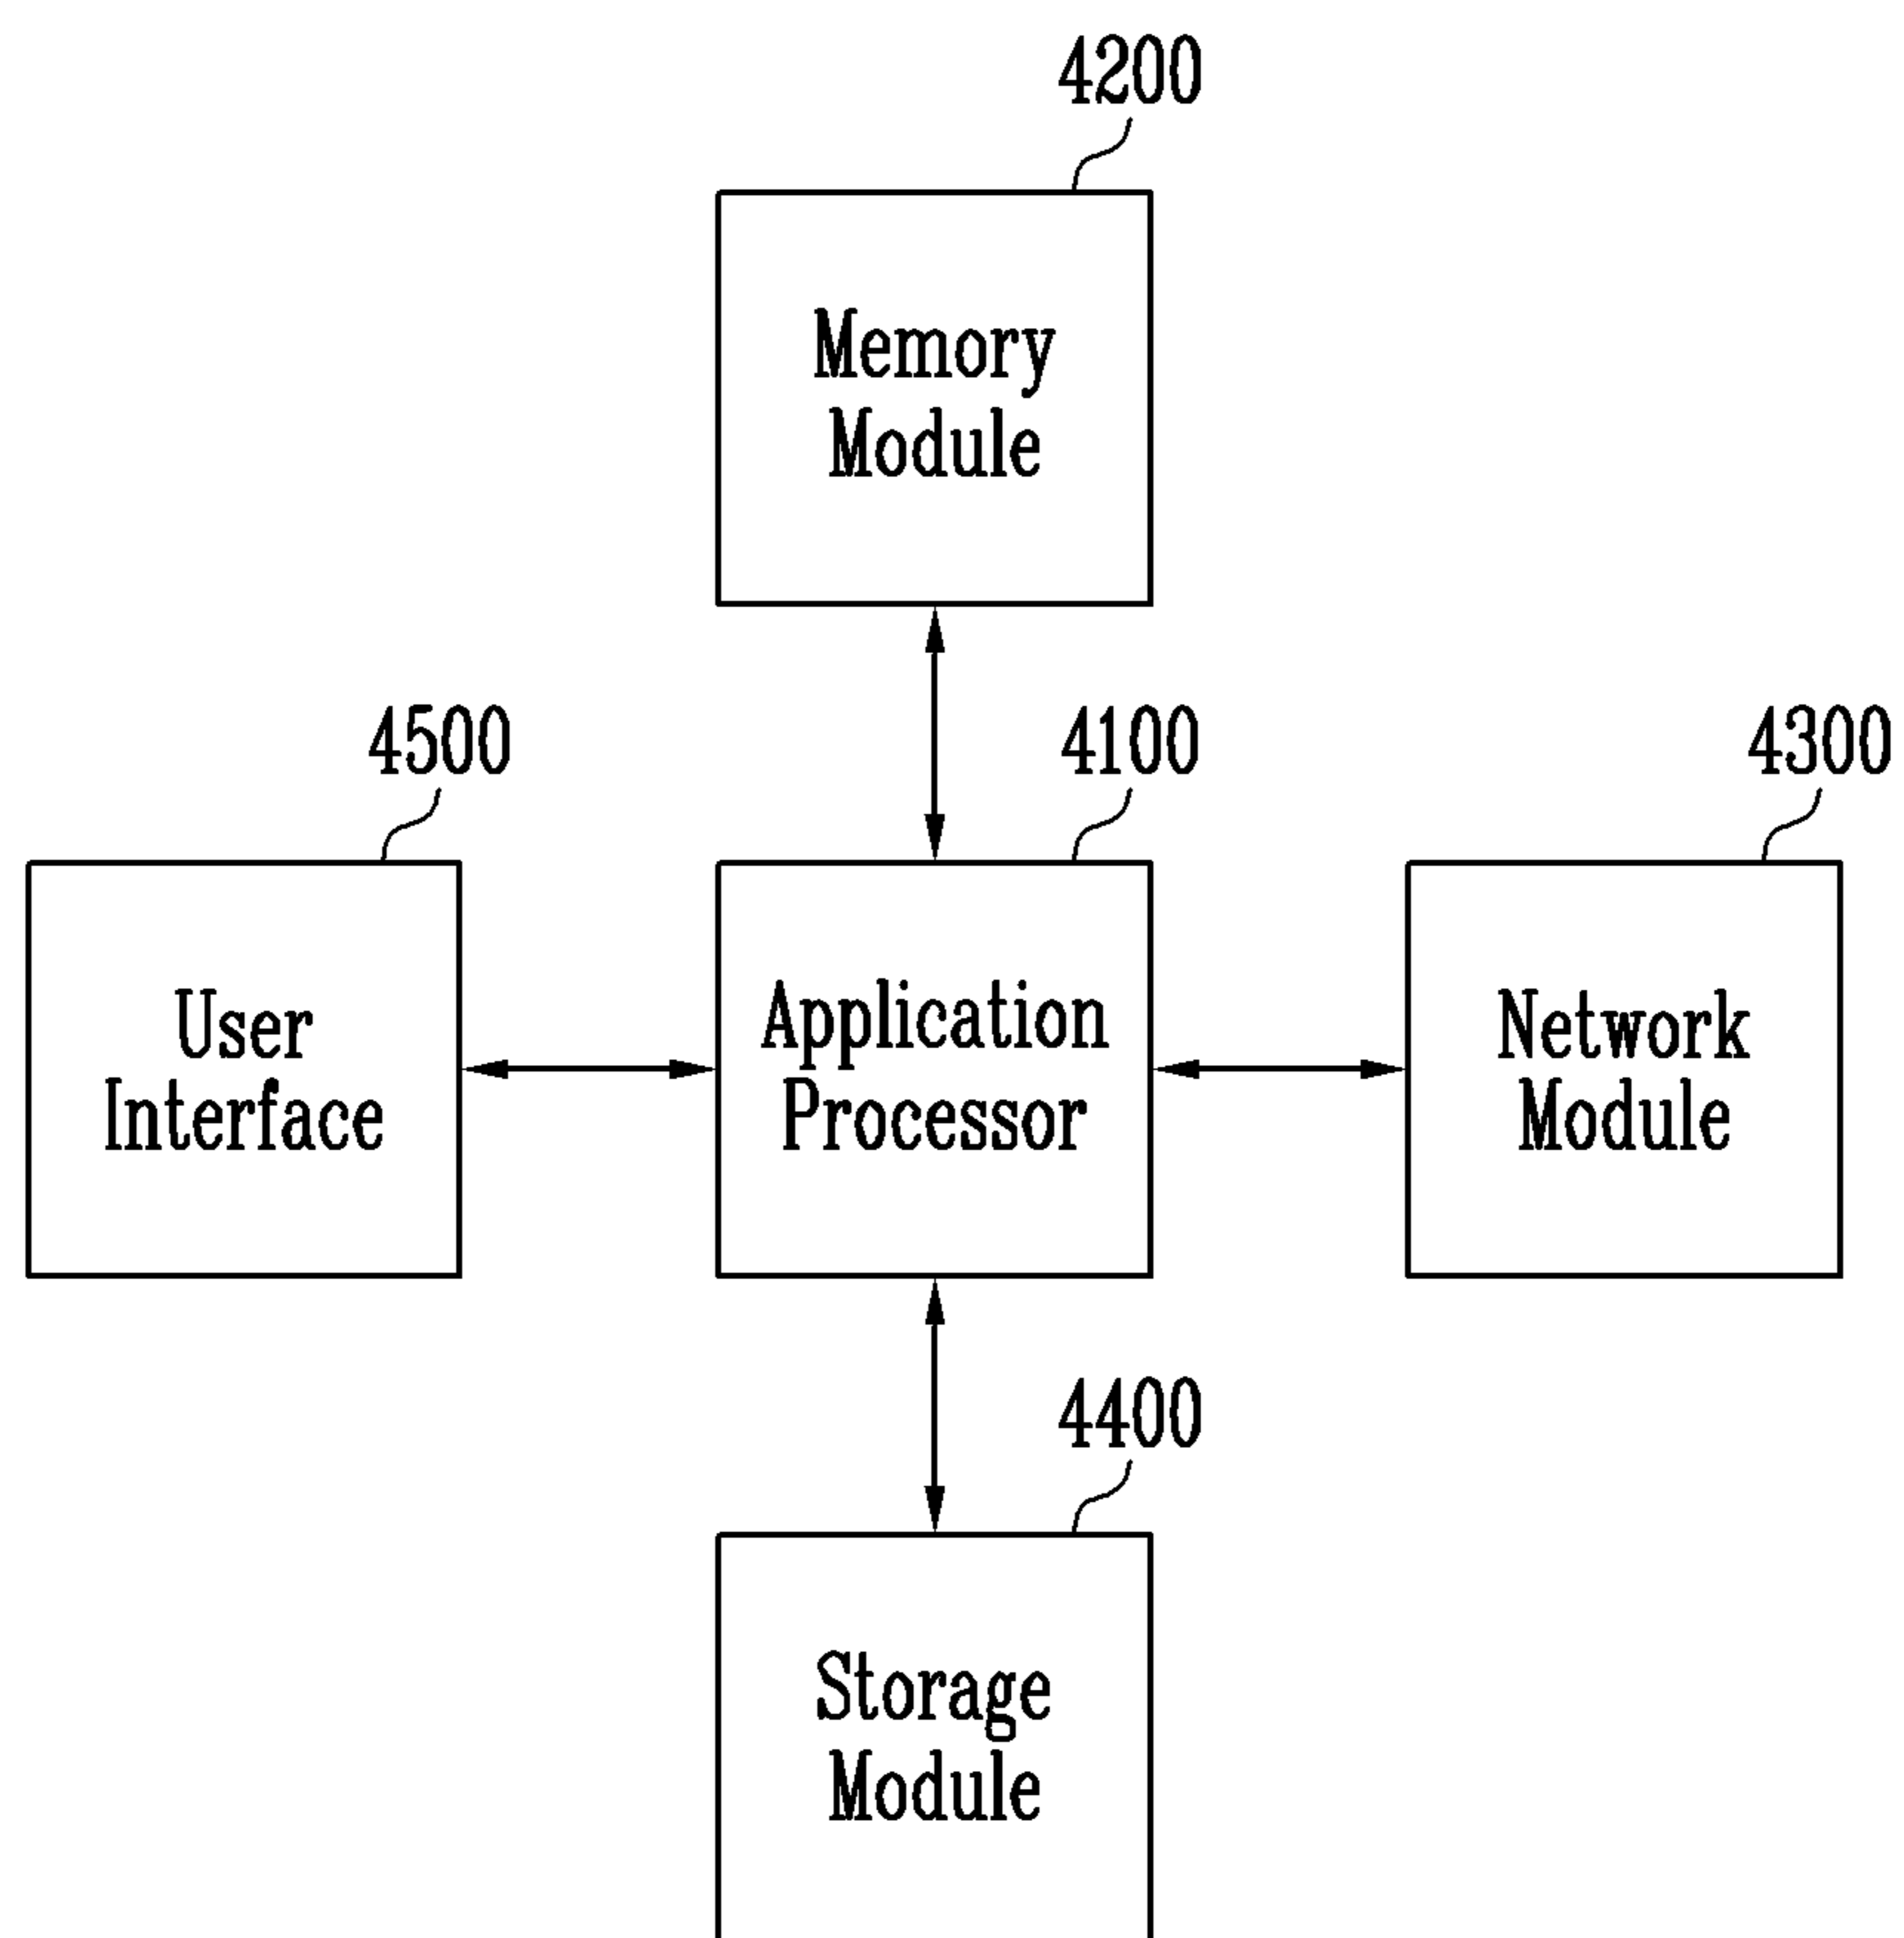 4200
Memory
Module
4500
4100
4300
User
Interface
Application
Processor
Network
Module
4400
Storage
Module